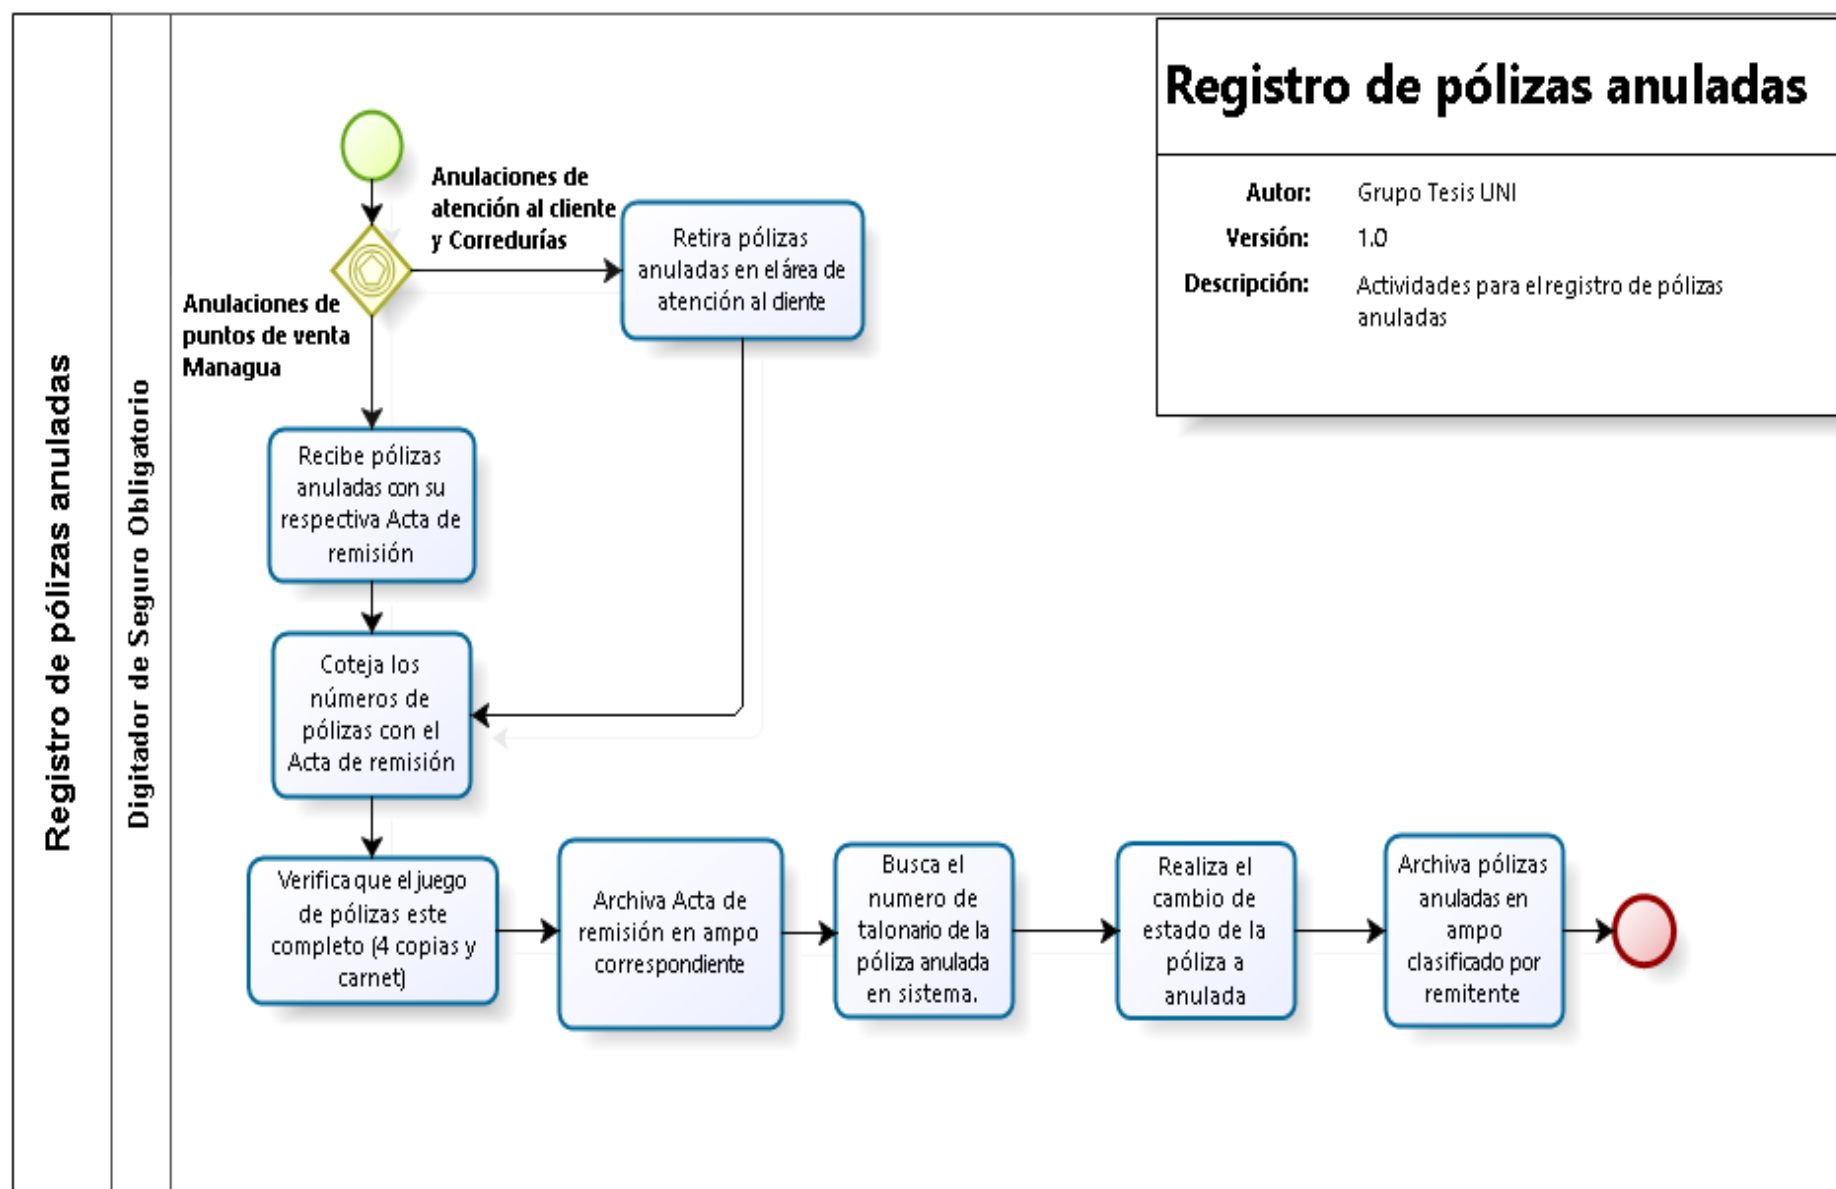 Registro de pólizas anuladas
Digitador de Seguro Obligatorio
Registro de pólizas anuladas
Autor: Grupo Tesis UNI
Versión: 1.0
Descripción: Actividades para el registro de pólizas
anuladas
Anulaciones de
atención al cliente
y Corredurías
Retira pólizas
anuladas en el área de
atención al cliente
Anulaciones de
puntos de venta
Managua
Recibe pólizas
anuladas con su
respectiva Acta de
remisión
Coteja los
números de
pólizas con el
Acta de remisión
Verifica que el juego
de pólizas este
completo (4 copias y
carnet)
Archiva Acta de
remisión en ampo
correspondiente
Busca el
numero de
talonario de la
póliza anulada
en sistema.
Realiza el
cambio de
estado de la
póliza a
anulada
Archiva pólizas
anuladas en
ampo
clasificado por
remitente